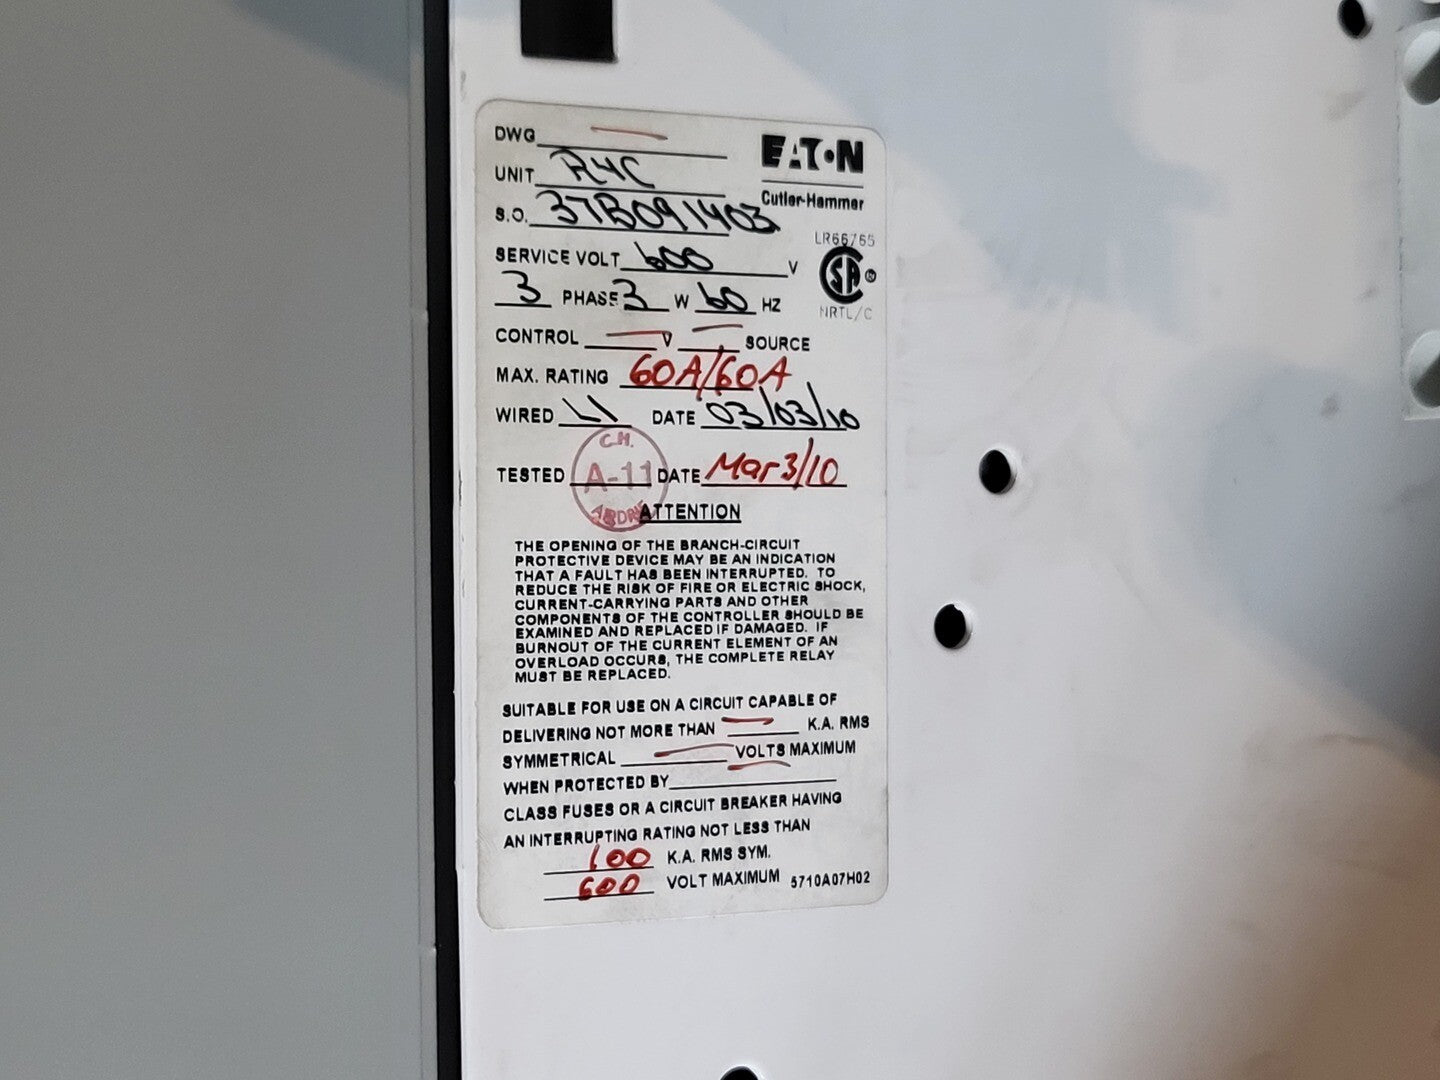 DWG —
EATON
UNIT R4C
Cutler-Hammer
S.O. 37B091403
LR66765
SERVICE VOLT 600 V
SA
3 PHASE 3 W 60 HZ
NRTL/C
CONTROL — V — SOURCE
MAX. RATING 60A/60A
WIRED DATE 03/03/10
C.H.
TESTED A-11 DATE Mar 3/10
AIRDRIE
ATTENTION
THE OPENING OF THE BRANCH-CIRCUIT
PROTECTIVE DEVICE MAY BE AN INDICATION
THAT A FAULT HAS BEEN INTERRUPTED. TO
REDUCE THE RISK OF FIRE OR ELECTRIC SHOCK,
CURRENT-CARRYING PARTS AND OTHER
COMPONENTS OF THE CONTROLLER SHOULD BE
EXAMINED AND REPLACED IF DAMAGED. IF
BURNOUT OF THE CURRENT ELEMENT OF AN
OVERLOAD OCCURS, THE COMPLETE RELAY
MUST BE REPLACED.
SUITABLE FOR USE ON A CIRCUIT CAPABLE OF
DELIVERING NOT MORE THAN — K.A. RMS
SYMMETRICAL — VOLTS MAXIMUM
WHEN PROTECTED BY —
CLASS FUSES OR A CIRCUIT BREAKER HAVING
AN INTERRUPTING RATING NOT LESS THAN
100 K.A. RMS SYM.
600 VOLT MAXIMUM 5710A07H02